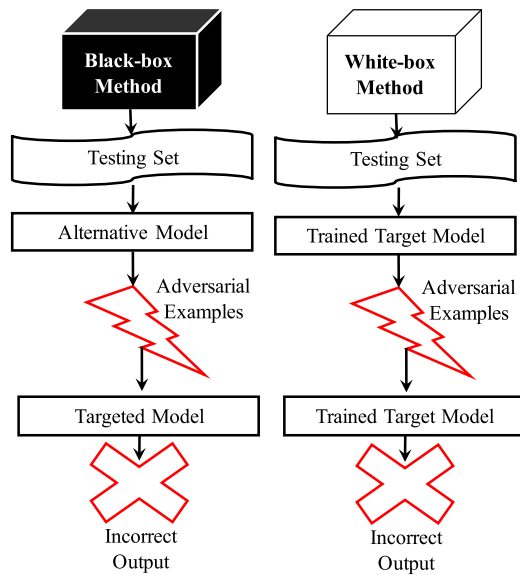 Black-box
Method
Testing Set
Alternative Model
Adversarial
Examples
Targeted Model
Incorrect
Output
White-box
Method
Testing Set
Trained Target Model
Adversarial
Examples
Trained Target Model
Incorrect
Output